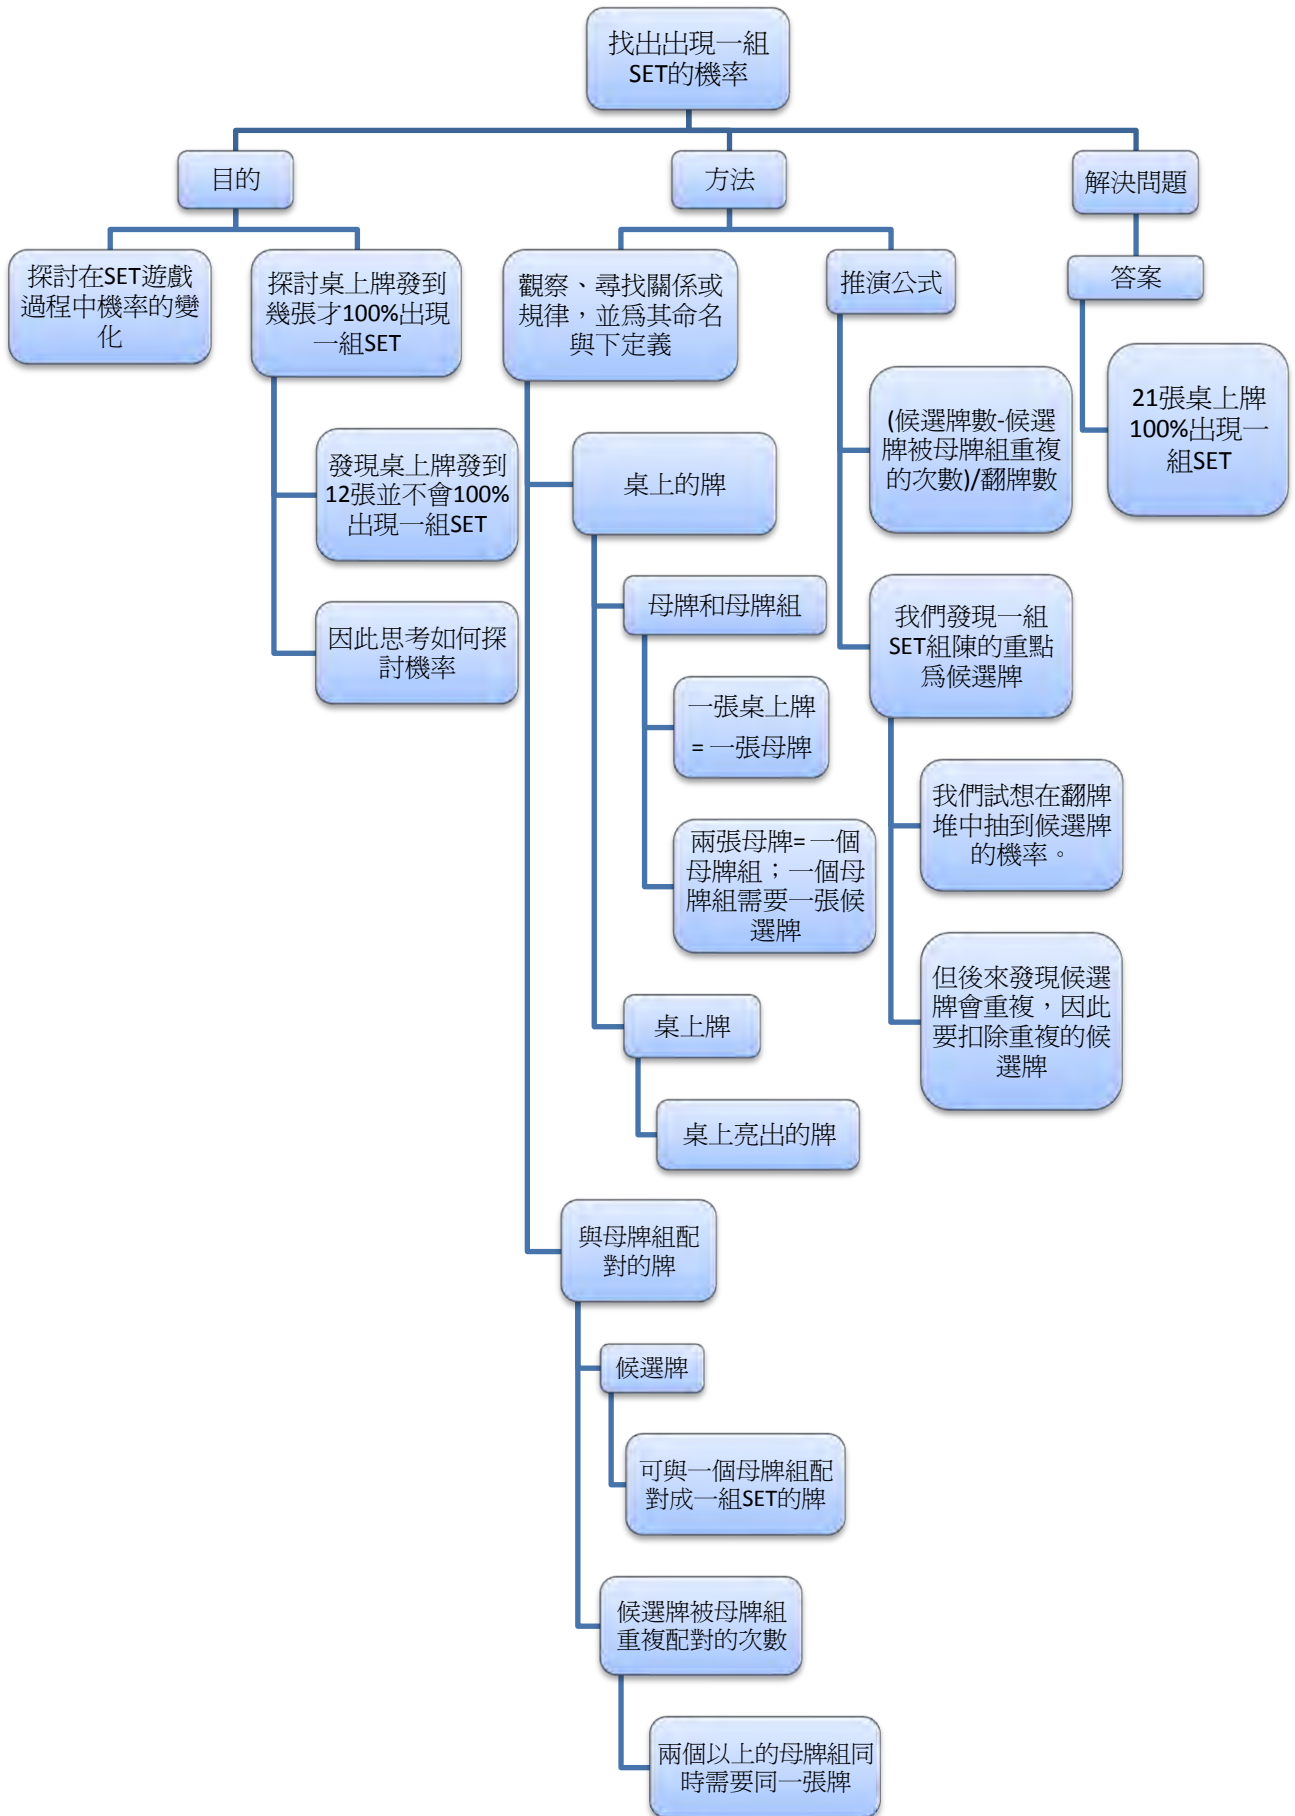 找出出現一組
SET的機率
目的
方法
解決問題
探討在SET遊戲
過程中機率的變
化
探討桌上牌發到
幾張才100%出現
一組SET
發現桌上牌發到
12張並不會100%
出現一組SET
因此思考如何探
討機率
觀察、尋找關係或
規律，並為其命名
與下定義
桌上的牌
母牌和母牌組
一張桌上牌
= 一張母牌
兩張母牌= 一個
母牌組；一個母
牌組需要一張候
選牌
桌上牌
桌上亮出的牌
與母牌組配
對的牌
候選牌
可與一個母牌組配
對成一組SET的牌
候選牌被母牌組
重複配對的次數
兩個以上的母牌組同
時需要同一張牌
推演公式
(候選牌數-候選
牌被母牌組重複
的次數)/翻牌數
我們發現一組
SET組陳的重點
為候選牌
我們試想在翻牌
堆中抽到候選牌
的機率。
但後來發現候選
牌會重複，因此
要扣除重複的候
選牌
答案
21張桌上牌
100%出現一
組SET